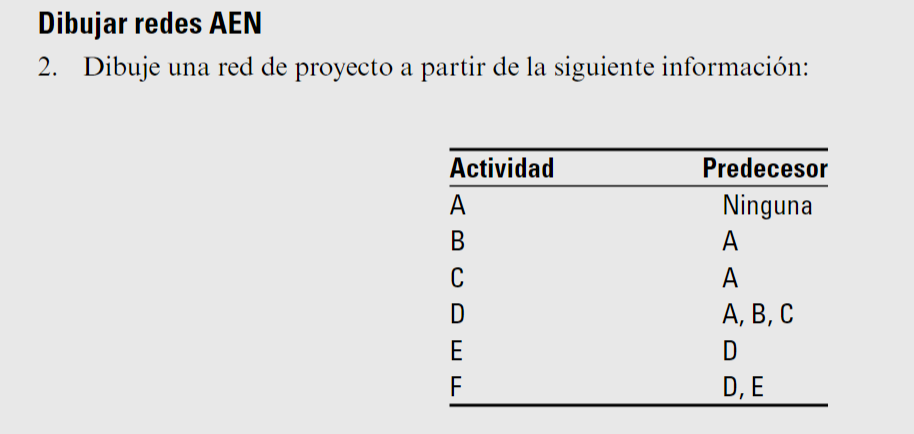 Dibujar redes AEN
2. Dibuje una red de proyecto a partir de la siguiente información:
Actividad Predecesor
A Ninguna
B A
C A
D A, B, C
E D
F D, E